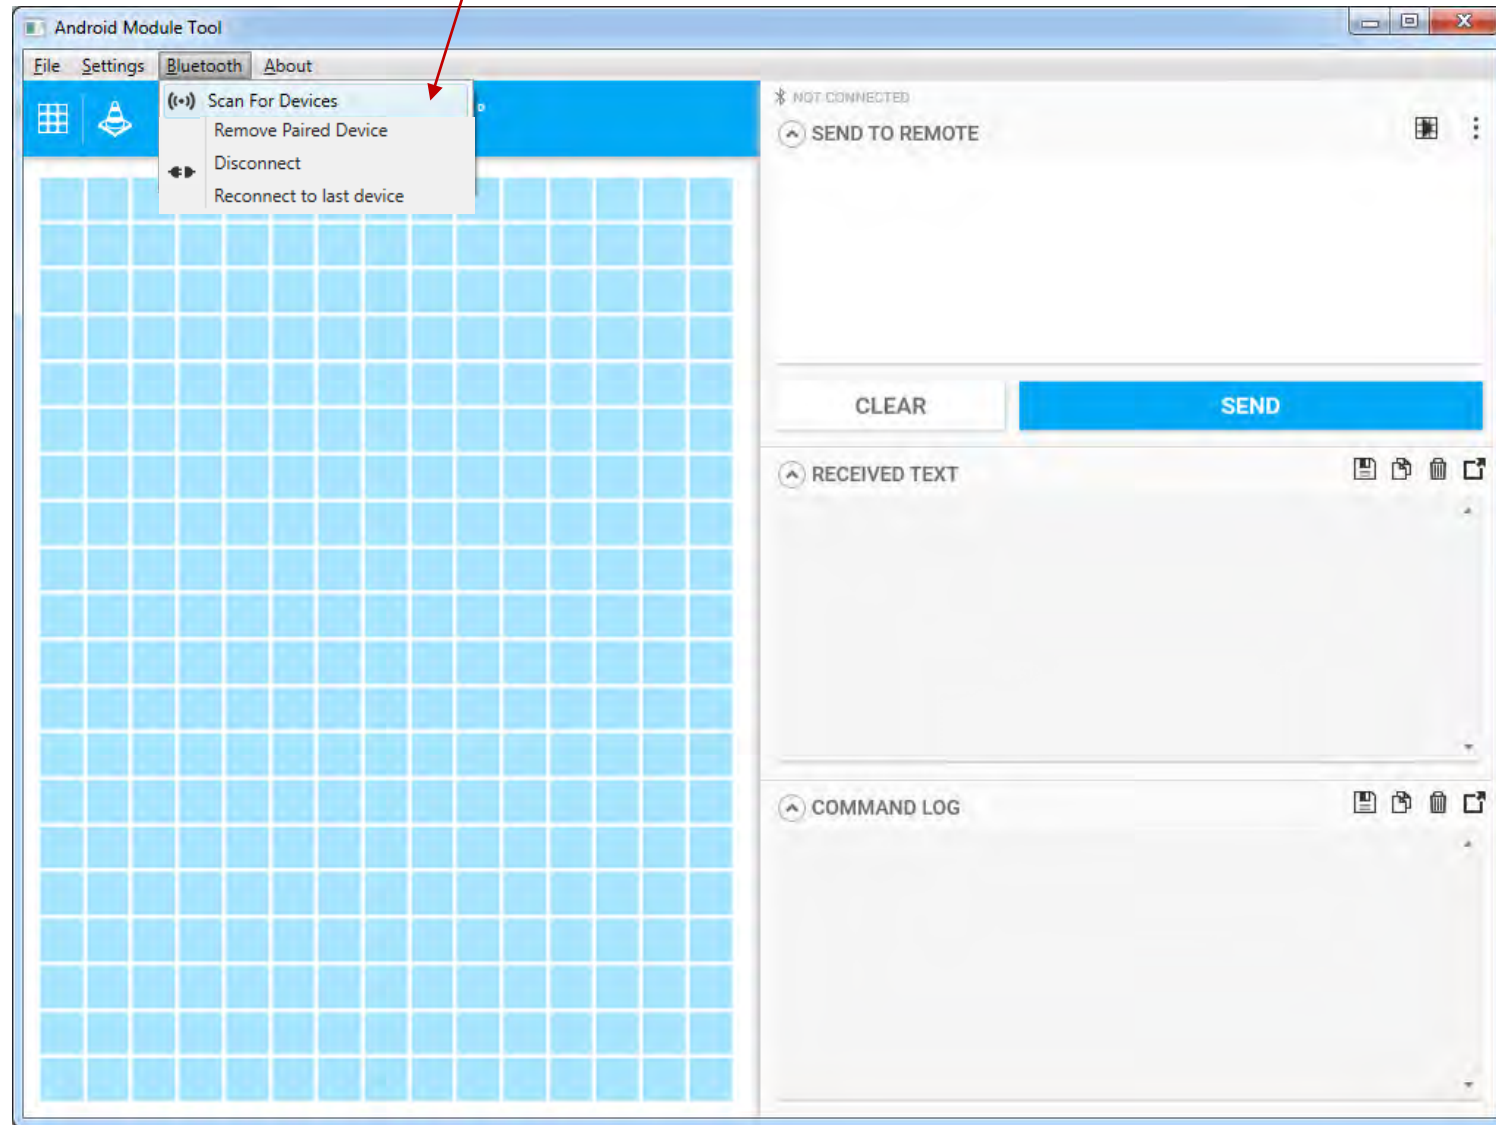 Android Module Tool
File Settings Bluetooth About
Scan For Devices
Remove Paired Device
Disconnect
Reconnect to last device
NOT CONNECTED
SEND TO REMOTE
CLEAR SEND
RECEIVED TEXT
COMMAND LOG